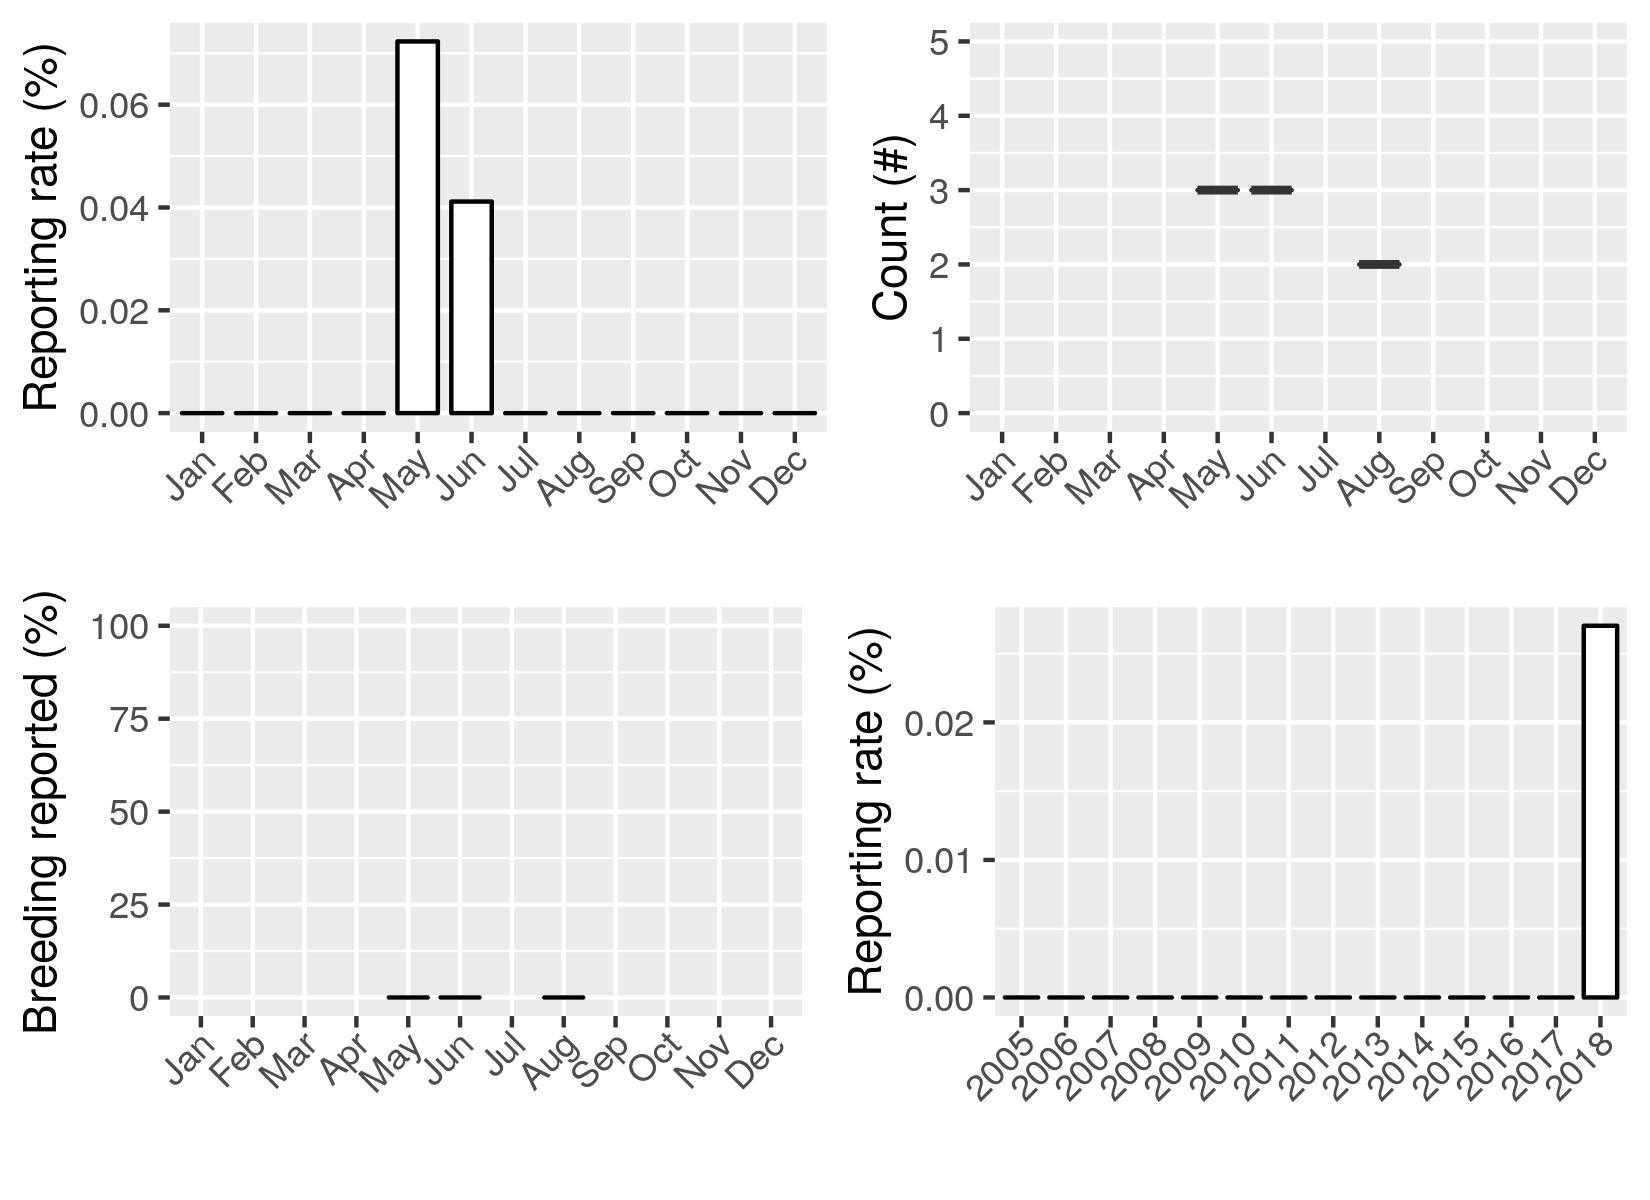 Reporting rate (%)
0.06
0.04
0.02
0.00
Jan Feb Mar Apr May Jun Jul Aug Sep Oct Nov Dec
Count (#)
5
4
3
2
1
0
Jan Feb Mar Apr May Jun Jul Aug Sep Oct Nov Dec
Breeding reported (%)
100
75
50
25
0
Jan Feb Mar Apr May Jun Jul Aug Sep Oct Nov Dec
Reporting rate (%)
0.02
0.01
0.00
2005 2006 2007 2008 2009 2010 2011 2012 2013 2014 2015 2016 2017 2018